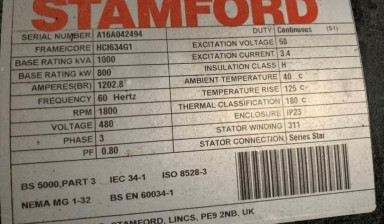 STAMFORD
SERIAL NUMBER A16A042494 DUTY Continuous (S1)
FRAME/CORE HCI634G1 EXCITATION VOLTAGE 58
BASE RATING kVA 1000 EXCITATION CURRENT 3.4
BASE RATING kW 800 INSULATION CLASS H
AMPERES(BR) 1202.8 AMBIENT TEMPERATURE 40 C
FREQUENCY 60 Hertz TEMPERATURE RISE 125 C
RPM 1800 THERMAL CLASSIFICATION 180 C
VOLTAGE 480 ENCLOSURE IP23
PHASE 3 STATOR WINDING 311
PF 0.80 STATOR CONNECTION Series Star
BS 5000,PART 3 IEC 34-1 ISO 8528-3
NEMA MG 1-32 BS EN 60034-1
STAMFORD, LINCS, PE9 2NB, UK